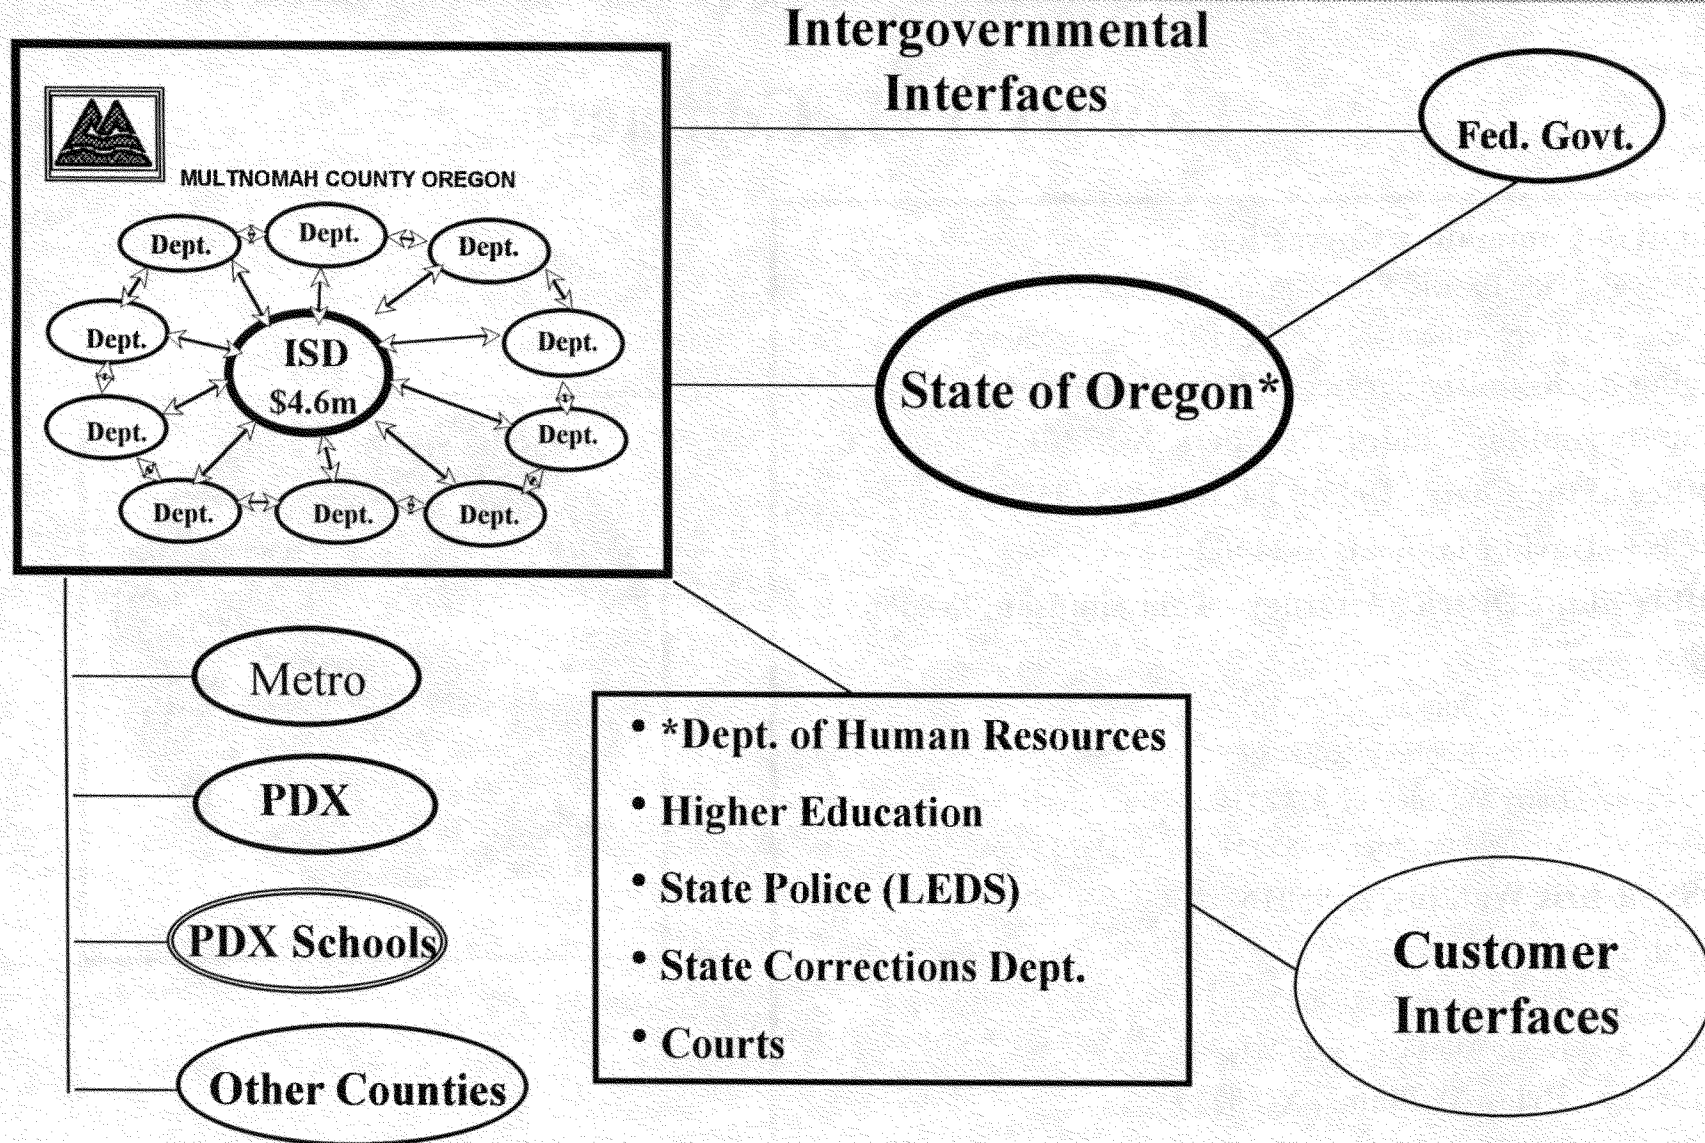 Intergovernmental
Interfaces
Fed. Govt.
MULTNOMAH COUNTY OREGON
Dept.
Dept.
Dept.
Dept.
ISD
$4.6m
Dept.
Dept.
Dept.
Dept.
Dept.
Dept.
State of Oregon*
Metro
PDX
PDX Schools
Other Counties
• *Dept. of Human Resources
• Higher Education
• State Police (LEDS)
• State Corrections Dept.
• Courts
Customer
Interfaces